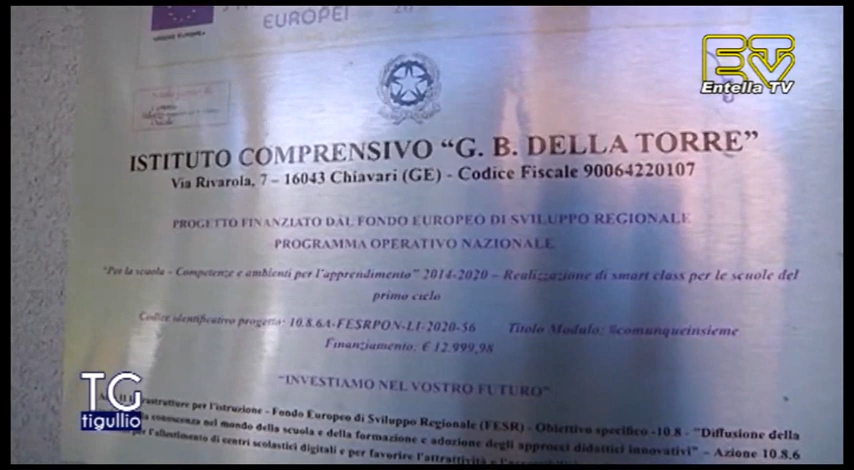 EUROPEI
UNIONE EUROPEA
ETV
Entella TV
ISTITUTO COMPRENSIVO “G. B. DELLA TORRE”
Via Rivarola, 7 – 16043 Chiavari (GE) - Codice Fiscale 90064220107
PROGETTO FINANZIATO DAL FONDO EUROPEO DI SVILUPPO REGIONALE
PROGRAMMA OPERATIVO NAZIONALE
“Per la scuola - Competenze e ambienti per l'apprendimento” 2014-2020 – Realizzazione di smart class per le scuole del
primo ciclo
Codice identificativo progetto: 10.8.6A-FESRPON-LI-2020-56 Titolo Modulo: #comunqueinsieme
Finanziamento: € 12.999,98
“INVESTIAMO NEL VOSTRO FUTURO”
TG
tigullio
per l'istruzione - Fondo Europeo di Sviluppo Regionale (FESR) - Obiettivo specifico -10.8 - “Diffusione della
conoscenza nel mondo della scuola e della formazione e adozione degli approcci didattici innovativi” – Azione 10.8.6
per l'allestimento di centri scolastici digitali e per favorire l'attrattività